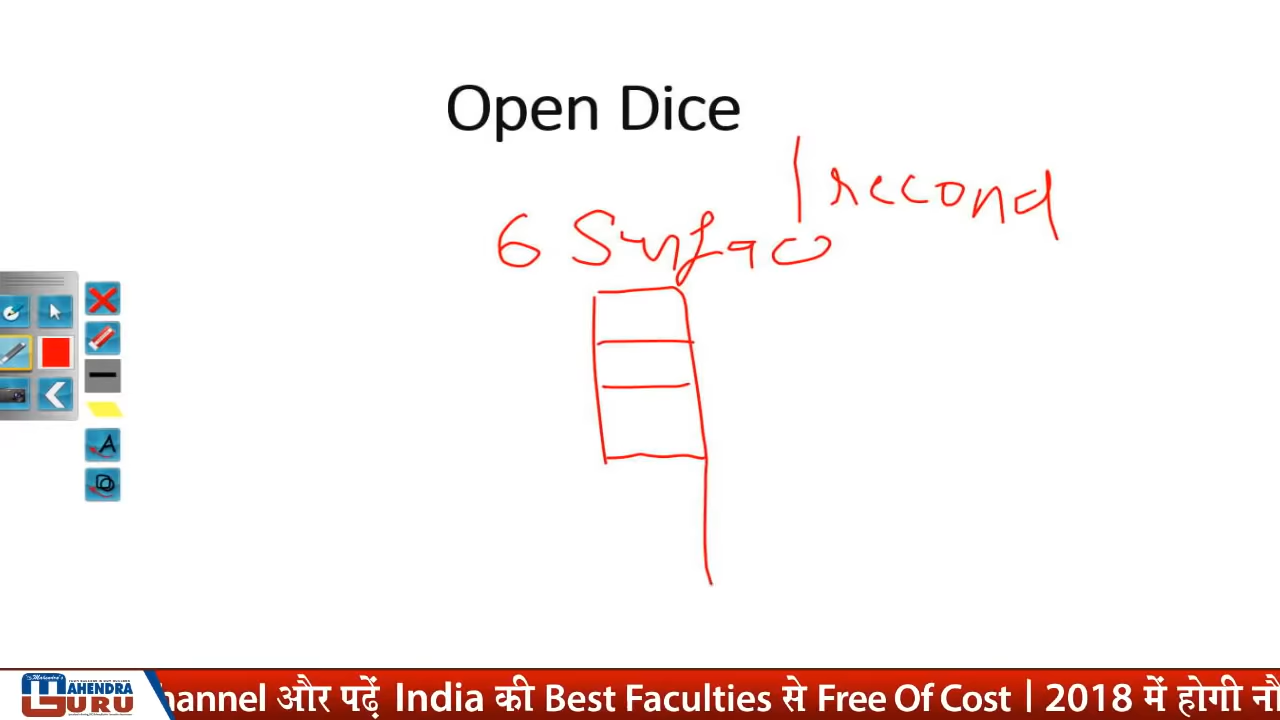 Open Dice
1 second
6 Surface
Mahendra's
MAHENDRA
GURU
hannel और पढ़ें India की Best Faculties से Free Of Cost | 2018 में होगी नौ